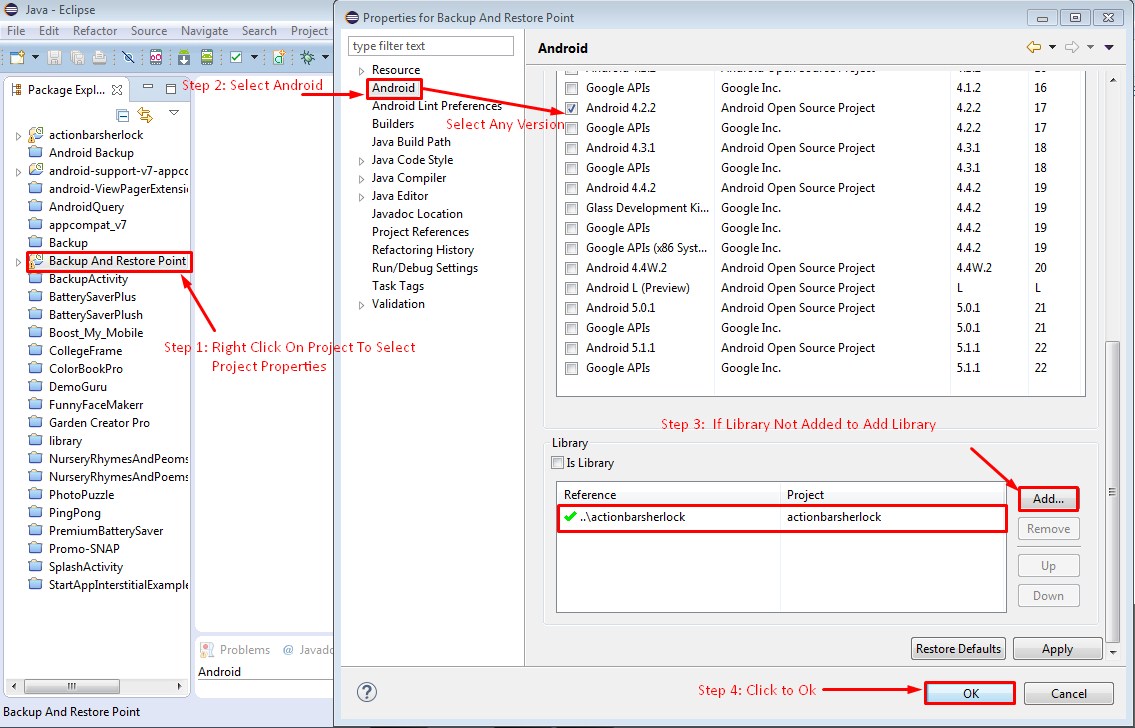 Java - Eclipse
File Edit Refactor Source Navigate Search Project
Package Expl...
actionbarsherlock
Android Backup
android-support-v7-appco
android-ViewPagerExtensi
AndroidQuery
appcompat_v7
Backup
Backup And Restore Point
BackupActivity
BatterySaverPlus
BatterySaverPlush
Boost_My_Mobile
CollegeFrame
ColorBookPro
DemoGuru
FunnyFaceMakerr
Garden Creator Pro
library
NurseryRhymesAndPeoms
NurseryRhymesAndPoems
PhotoPuzzle
PingPong
PremiumBatterySaver
Promo-SNAP
SplashActivity
StartAppInterstitialExample
Step 1: Right Click On Project To Select
Project Properties
Step 2: Select Android
Problems @ Javado
Android
Backup And Restore Point
Properties for Backup And Restore Point
type filter text
Resource
Android
Android Lint Preferences
Builders
Java Build Path
Java Code Style
Java Compiler
Java Editor
Javadoc Location
Project References
Refactoring History
Run/Debug Settings
Task Tags
Validation
Select Any Version
Android
Google APIs Google Inc. 4.1.2 16
Android 4.2.2 Android Open Source Project 4.2.2 17
Google APIs Google Inc. 4.2.2 17
Android 4.3.1 Android Open Source Project 4.3.1 18
Google APIs Google Inc. 4.3.1 18
Android 4.4.2 Android Open Source Project 4.4.2 19
Glass Development Ki... Google Inc. 4.4.2 19
Google APIs Google Inc. 4.4.2 19
Google APIs (x86 Syst... Google Inc. 4.4.2 19
Android 4.4W.2 Android Open Source Project 4.4W.2 20
Android L (Preview) Android Open Source Project L L
Android 5.0.1 Android Open Source Project 5.0.1 21
Google APIs Google Inc. 5.0.1 21
Android 5.1.1 Android Open Source Project 5.1.1 22
Google APIs Google Inc. 5.1.1 22
Step 3: If Library Not Added to Add Library
Library
Is Library
Reference Project
..\actionbarsherlock actionbarsherlock
Add...
Remove
Up
Down
Restore Defaults Apply
Step 4: Click to Ok
? OK Cancel